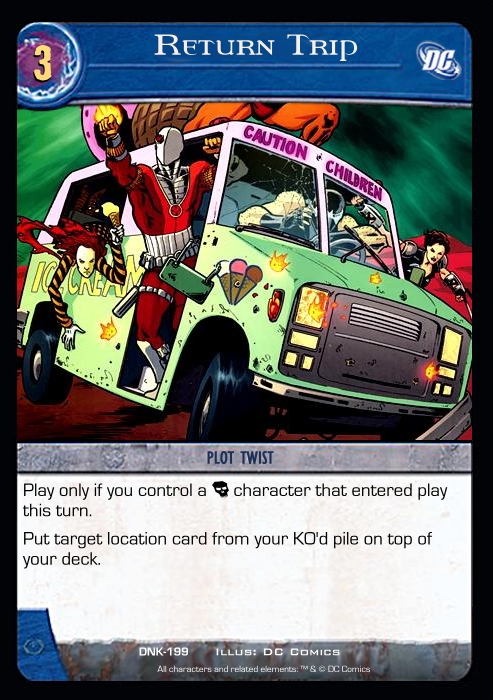 3
Return Trip
DC
CAUTION CHILDREN
ICE CREAM
PLOT TWIST
Play only if you control a character that entered play
this turn.
Put target location card from your KO'd pile on top of
your deck.
DNK-199 Illus: DC Comics
All characters and related elements: ™ & © DC Comics